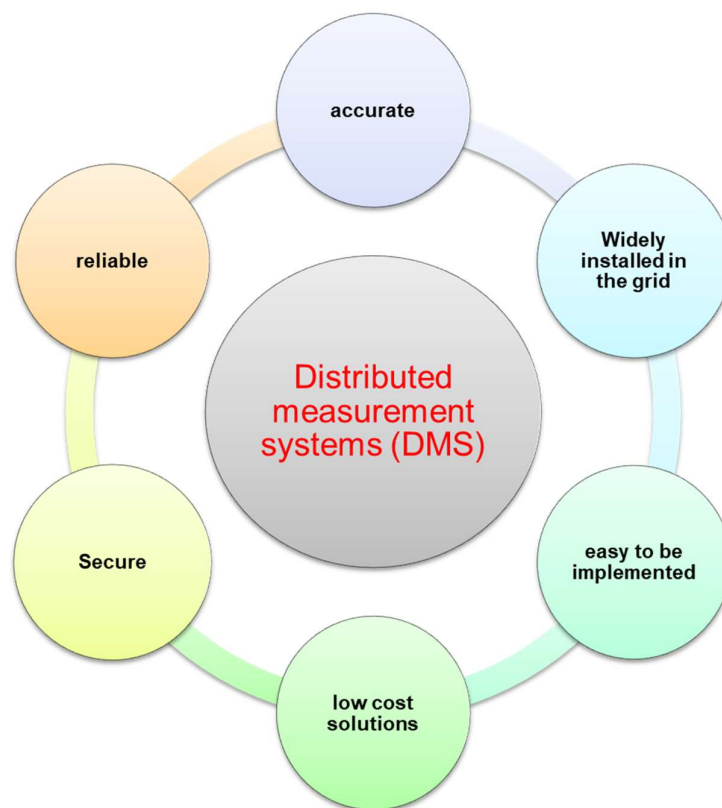 accurate
Widely
installed in
the grid
easy to be
implemented
low cost
solutions
Secure
reliable
Distributed
measurement
systems (DMS)